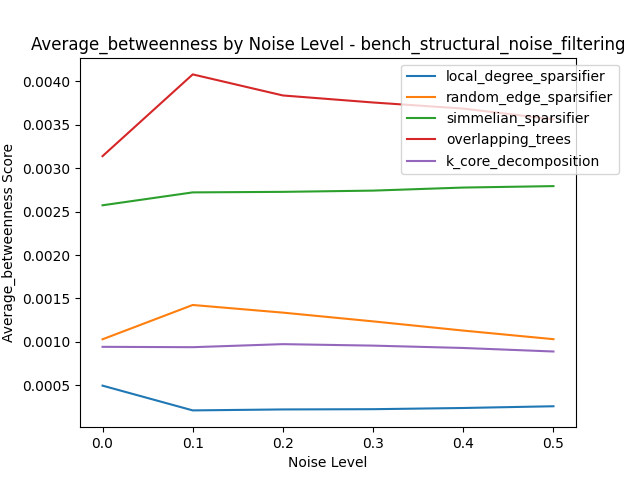 Average_betweenness by Noise Level - bench_structural_noise_filtering
Average_betweenness Score
0.0040
0.0035
0.0030
0.0025
0.0020
0.0015
0.0010
0.0005
local_degree_sparsifier
random_edge_sparsifier
simmelian_sparsifier
overlapping_trees
k_core_decomposition
0.0 0.1 0.2 0.3 0.4 0.5
Noise Level